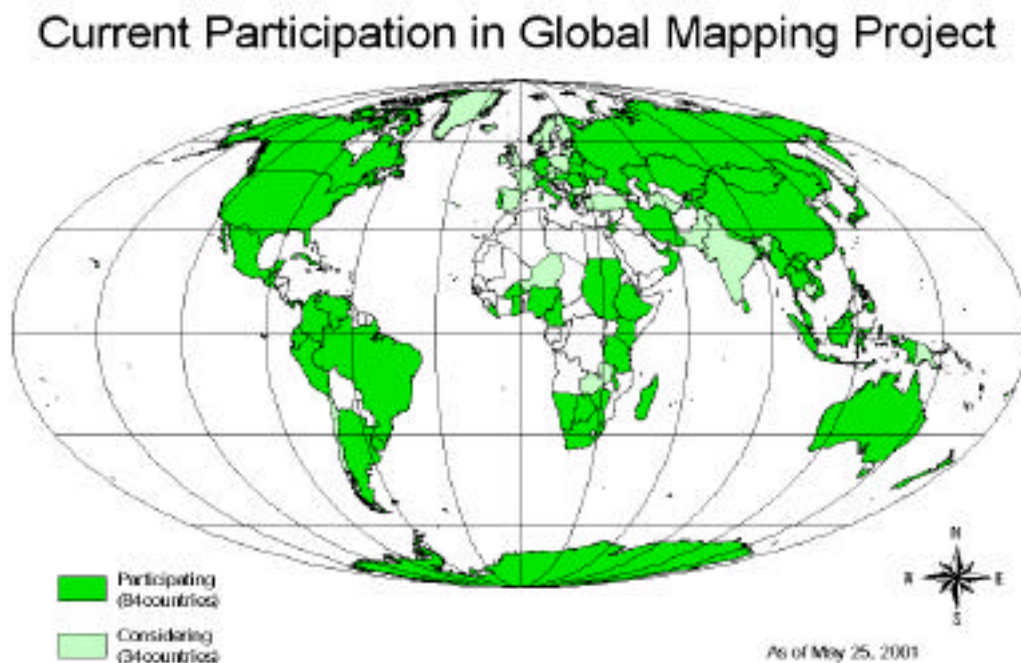 Current Participation in Global Mapping Project
N
E
S
Participating
(84countries)
Considering
(34countries)
As of May 25, 2001